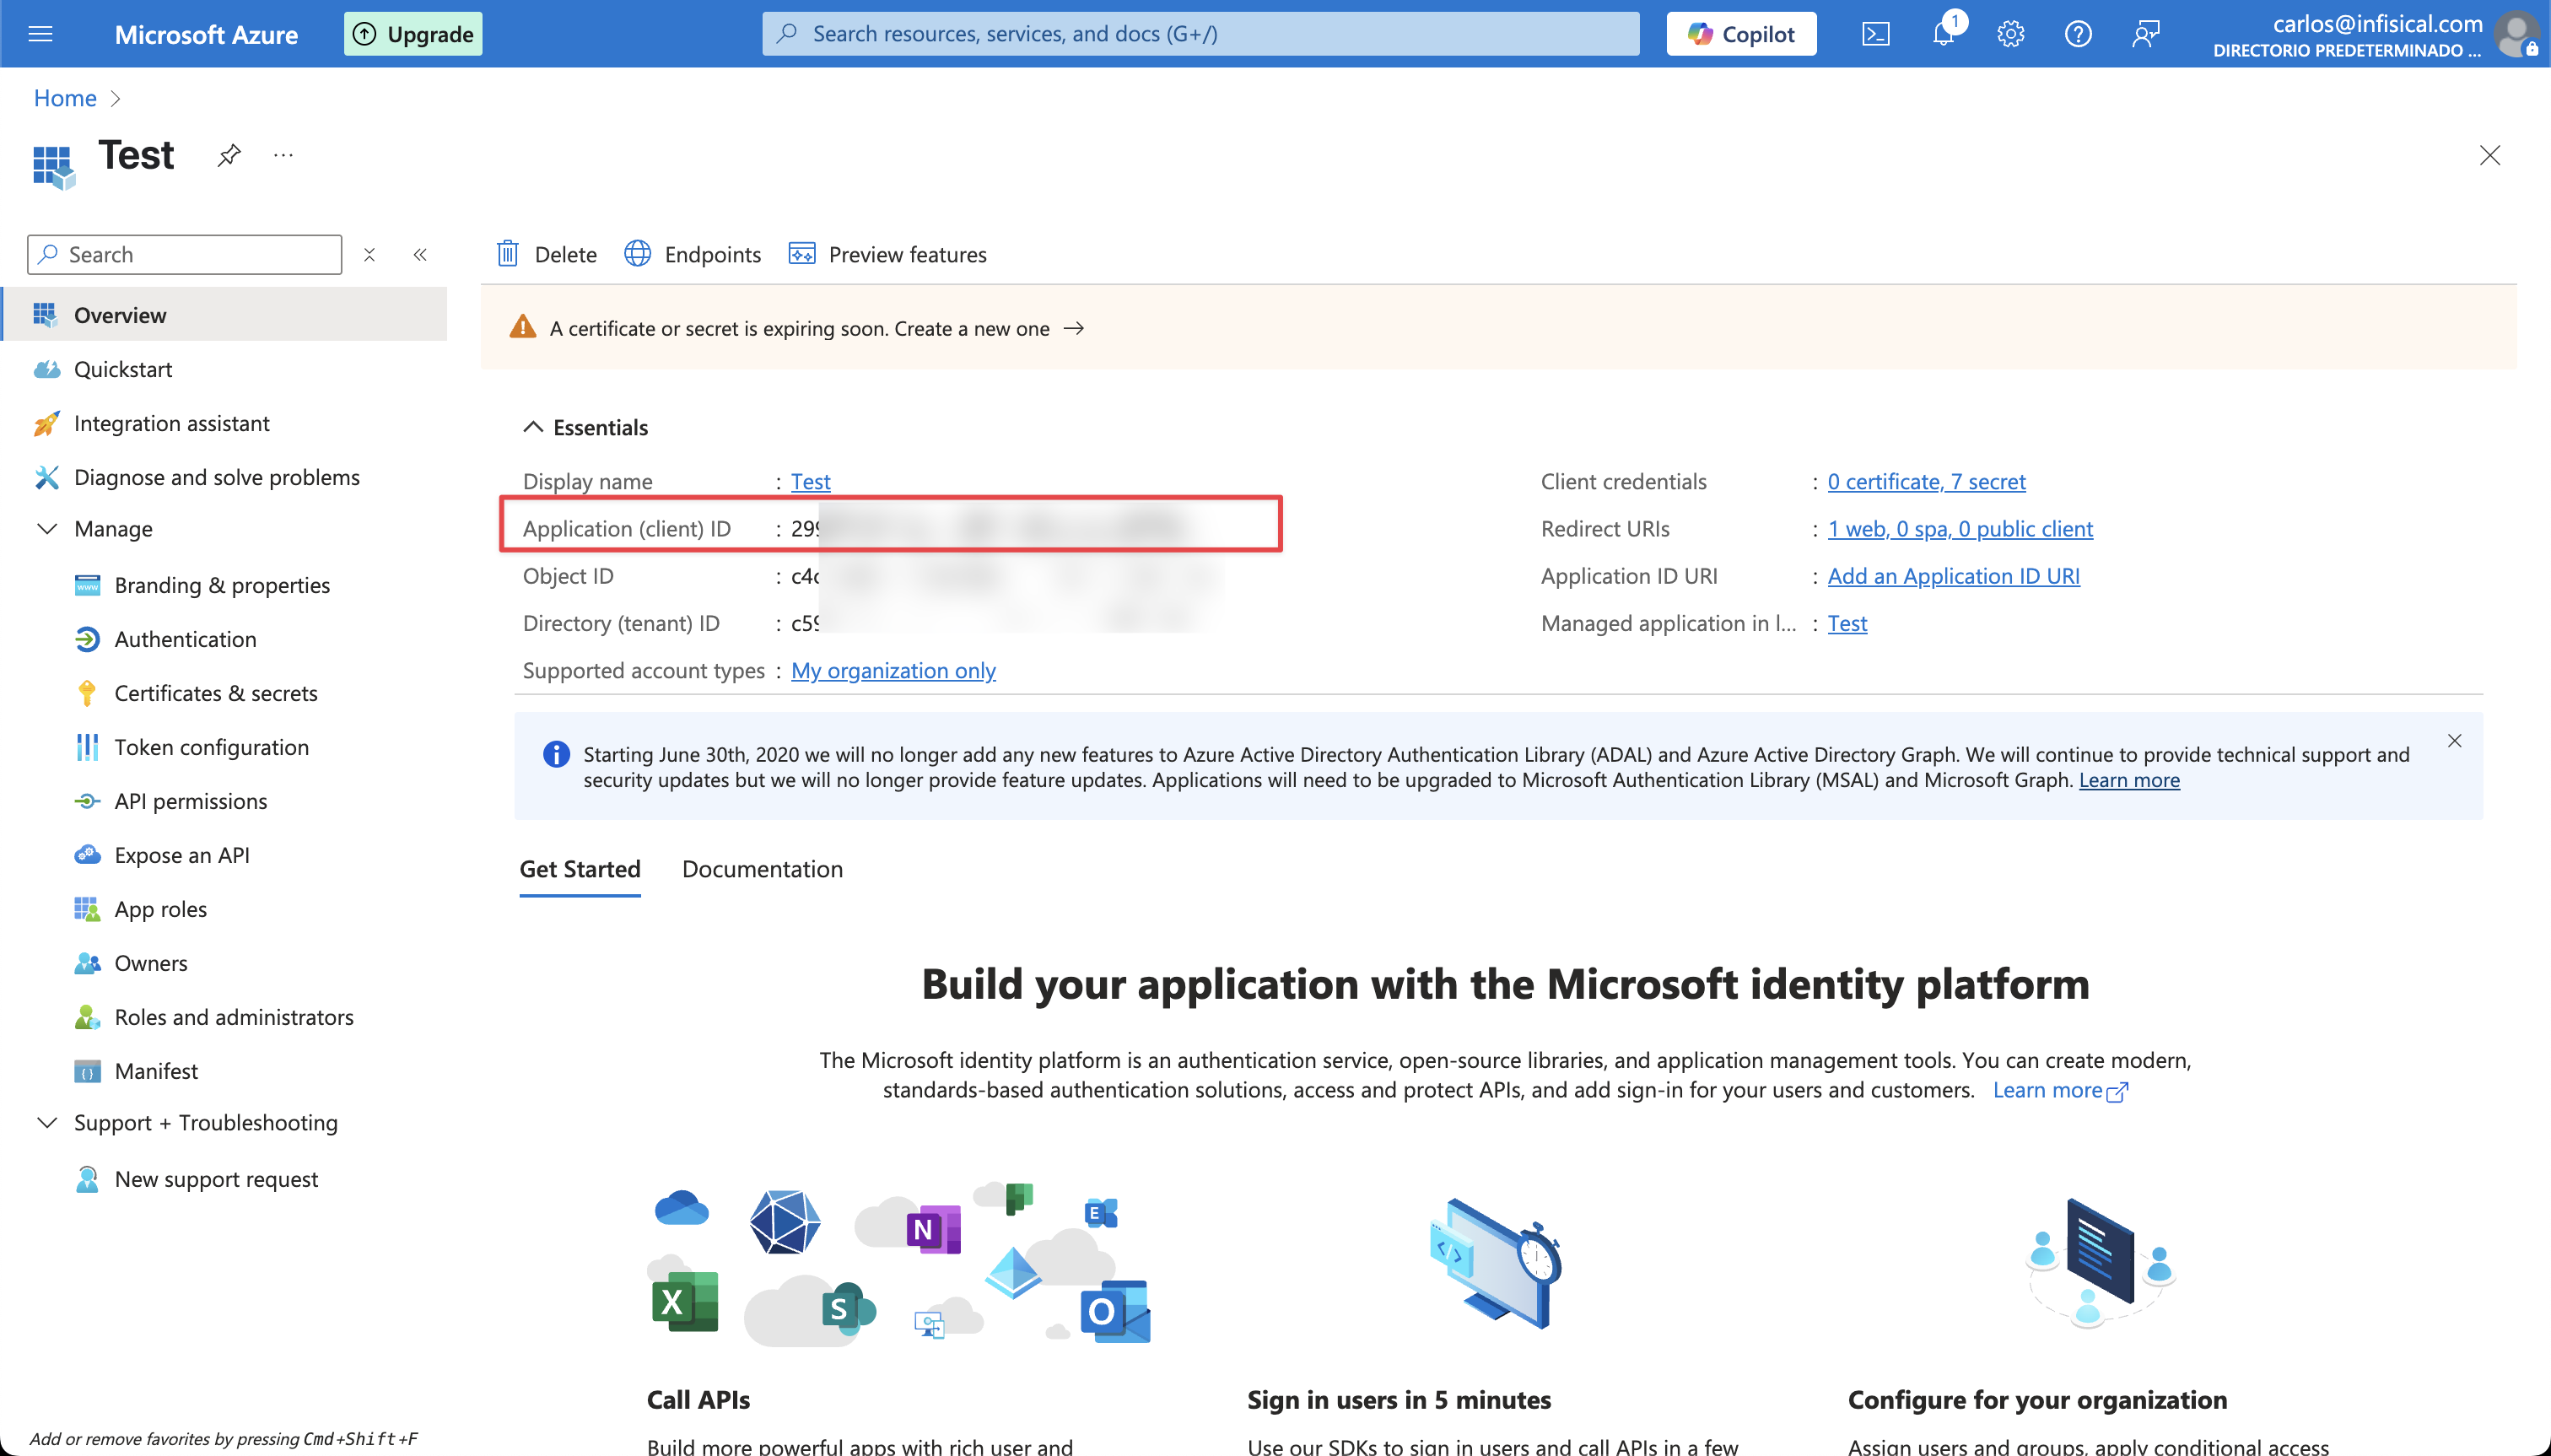 Microsoft Azure
Upgrade
Search resources, services, and docs (G+/)
Copilot
1
carlos@infisical.com
DIRECTORIO PREDETERMINADO ...
Home
Test
Search
Delete
Endpoints
Preview features
Overview
Quickstart
Integration assistant
Diagnose and solve problems
Manage
Branding & properties
Authentication
Certificates & secrets
Token configuration
API permissions
Expose an API
App roles
Owners
Roles and administrators
Manifest
Support + Troubleshooting
New support request
Add or remove favorites by pressing Cmd+Shift+F
A certificate or secret is expiring soon. Create a new one →
Essentials
Display name : Test
Application (client) ID : 299
Object ID : c4c
Directory (tenant) ID : c59
Supported account types : My organization only
Client credentials : 0 certificate, 7 secret
Redirect URIs : 1 web, 0 spa, 0 public client
Application ID URI : Add an Application ID URI
Managed application in l... : Test
Starting June 30th, 2020 we will no longer add any new features to Azure Active Directory Authentication Library (ADAL) and Azure Active Directory Graph. We will continue to provide technical support and
security updates but we will no longer provide feature updates. Applications will need to be upgraded to Microsoft Authentication Library (MSAL) and Microsoft Graph. Learn more
Get Started
Documentation
Build your application with the Microsoft identity platform
The Microsoft identity platform is an authentication service, open-source libraries, and application management tools. You can create modern,
standards-based authentication solutions, access and protect APIs, and add sign-in for your users and customers. Learn more
N
E
X
S
O
Call APIs
Build more powerful apps with rich user and
Sign in users in 5 minutes
Use our SDKs to sign in users and call APIs in a few
Configure for your organization
Assign users and groups, apply conditional access